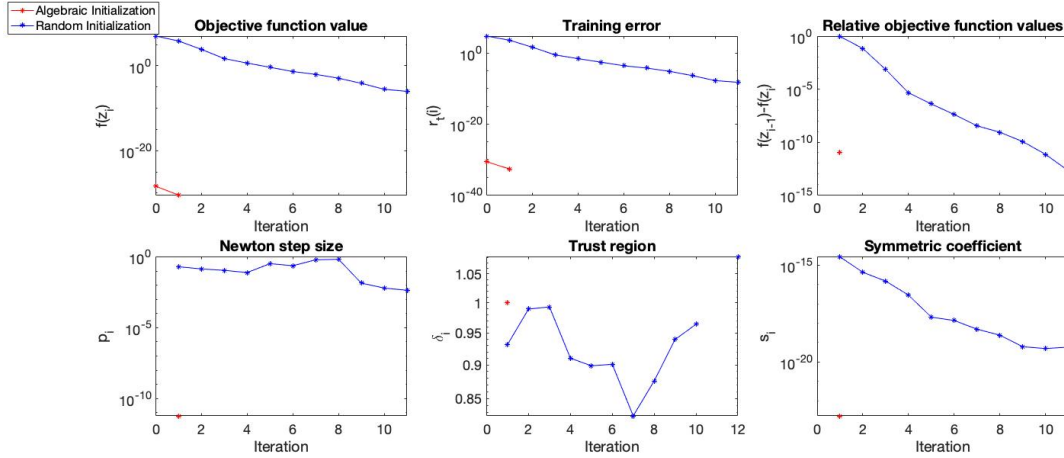 Algebraic Initialization
Random Initialization
Objective function value
10^0
10^-20
f(z_i)
0 2 4 6 8 10
Iteration
Training error
10^0
10^-20
10^-40
r_t(i)
0 2 4 6 8 10
Iteration
Relative objective function values
10^0
10^-5
10^-10
10^-15
f(z_{i-1})-f(z_i)
0 2 4 6 8 10
Iteration
Newton step size
10^0
10^-5
10^-10
p_i
0 2 4 6 8 10
Iteration
Trust region
1.05
1
0.95
0.9
0.85
δ_i
0 2 4 6 8 10 12
Iteration
Symmetric coefficient
10^-15
10^-20
s_i
0 2 4 6 8 10
Iteration